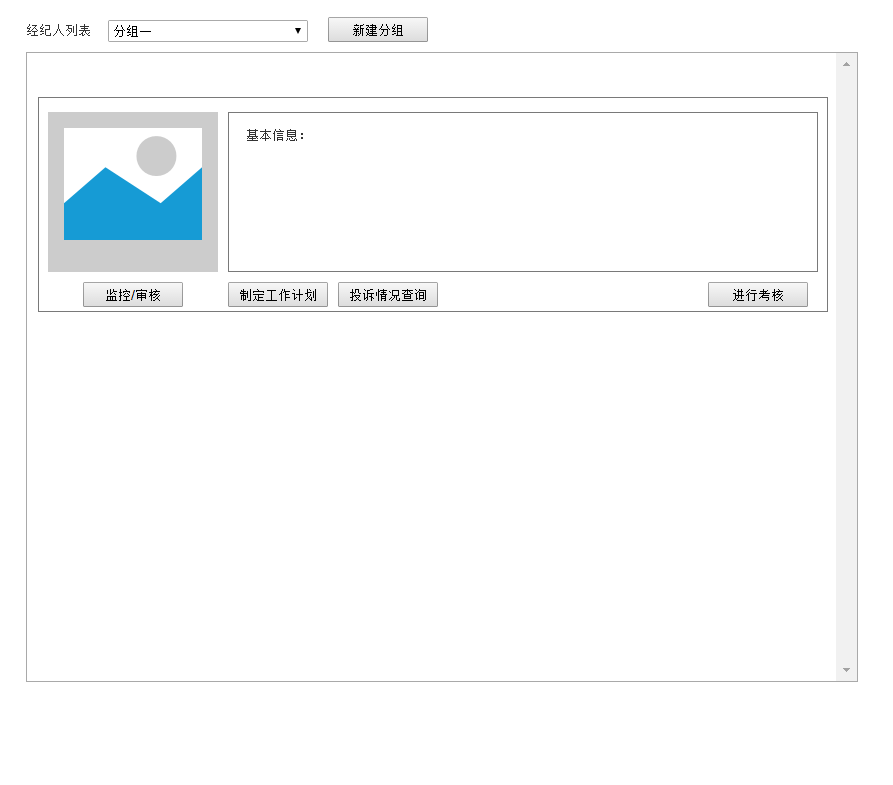 经纪人列表 分组一 新建分组
基本信息：
监控/审核 制定工作计划 投诉情况查询 进行考核